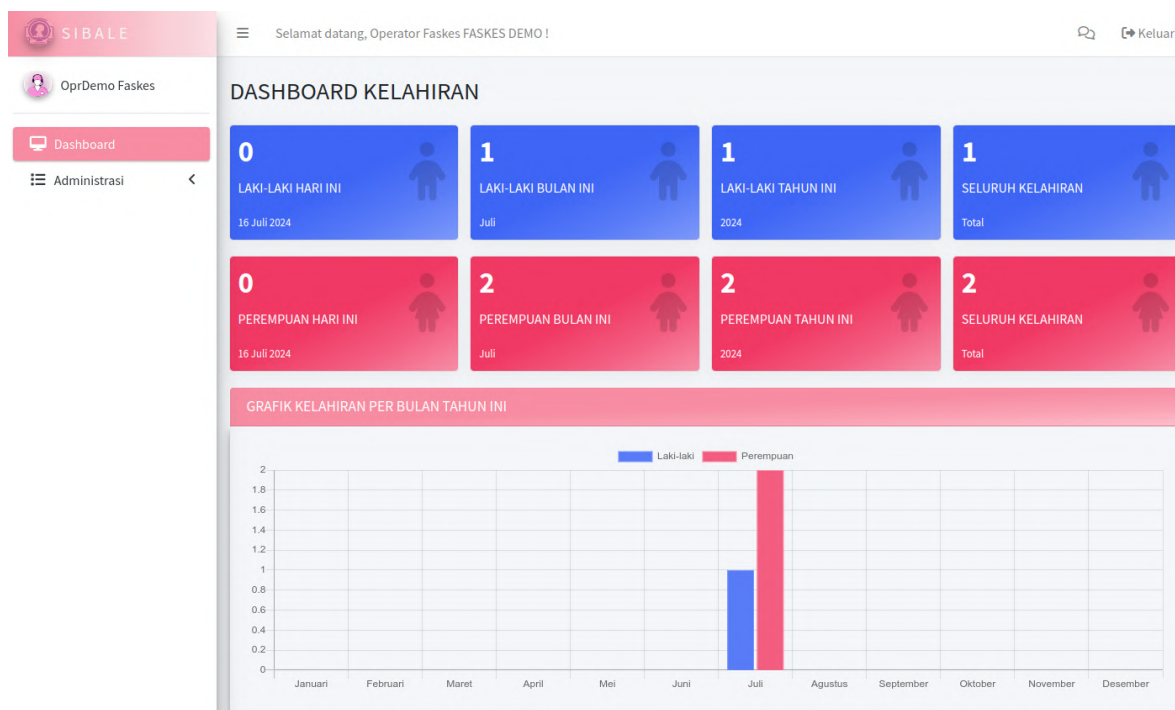 SIBALE
Selamat datang, Operator Faskes FASKES DEMO !
Keluar
OprDemo Faskes
Dashboard
Administrasi
DASHBOARD KELAHIRAN
0
LAKI-LAKI HARI INI
16 Juli 2024
1
LAKI-LAKI BULAN INI
Juli
1
LAKI-LAKI TAHUN INI
2024
1
SELURUH KELAHIRAN
Total
0
PEREMPUAN HARI INI
16 Juli 2024
2
PEREMPUAN BULAN INI
Juli
2
PEREMPUAN TAHUN INI
2024
2
SELURUH KELAHIRAN
Total
GRAFIK KELAHIRAN PER BULAN TAHUN INI
Laki-laki Perempuan
2
1.8
1.6
1.4
1.2
1
0.8
0.6
0.4
0.2
0
Januari Februari Maret April Mei Juni Juli Agustus September Oktober November Desember